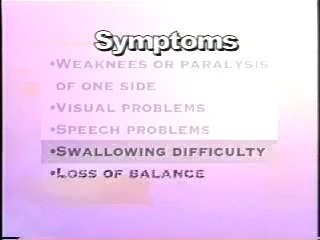 Symptoms
•Weaknees or paralysis
of one side
•Visual problems
•Speech problems
•Swallowing difficulty
•Loss of balance